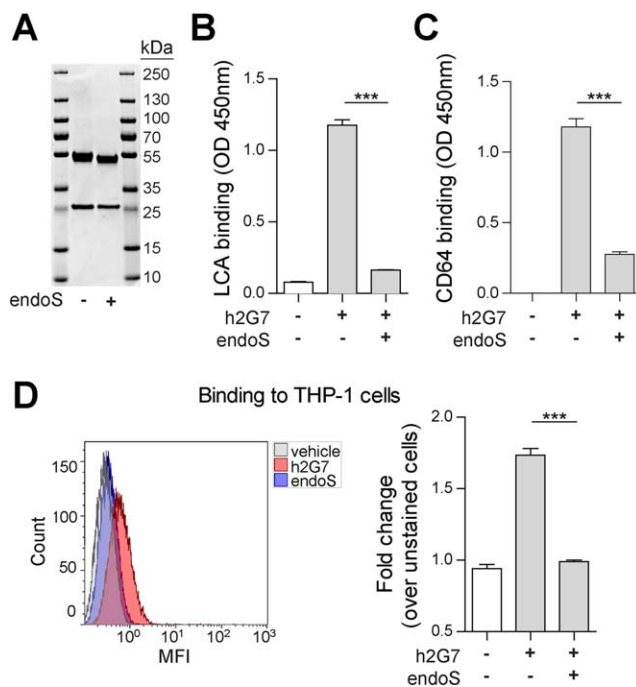 A
kDa
250
130
100
70
55
35
25
15
10
endoS - +
B
LCA binding (OD 450nm)
1.5
1.0
0.5
0.0
***
h2G7 - + +
endoS - - +
C
CD64 binding (OD 450nm)
1.5
1.0
0.5
0.0
***
h2G7 - + +
endoS - - +
D
Binding to THP-1 cells
Count
150
100
50
0
10⁰ 10¹ 10² 10³
MFI
vehicle
h2G7
endoS
Fold change
(over unstained cells)
2.0
1.5
1.0
0.5
***
h2G7 - + +
endoS - - +